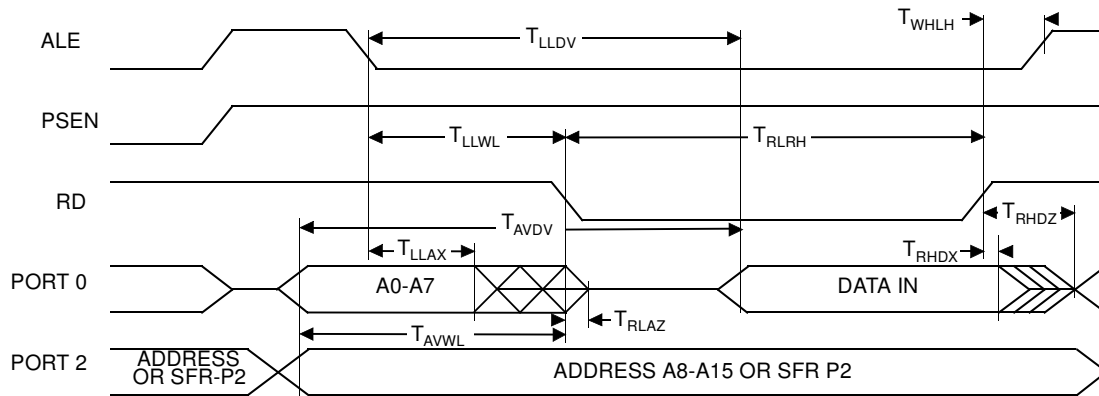 ALE
T_WHLH
T_LLDV
PSEN
T_LLWL
T_RLRH
RD
T_AVDV
T_RHDZ
T_LLAX
T_RHDX
PORT 0
A0-A7
DATA IN
T_RLAZ
T_AVWL
PORT 2
ADDRESS
OR SFR-P2
ADDRESS A8-A15 OR SFR P2